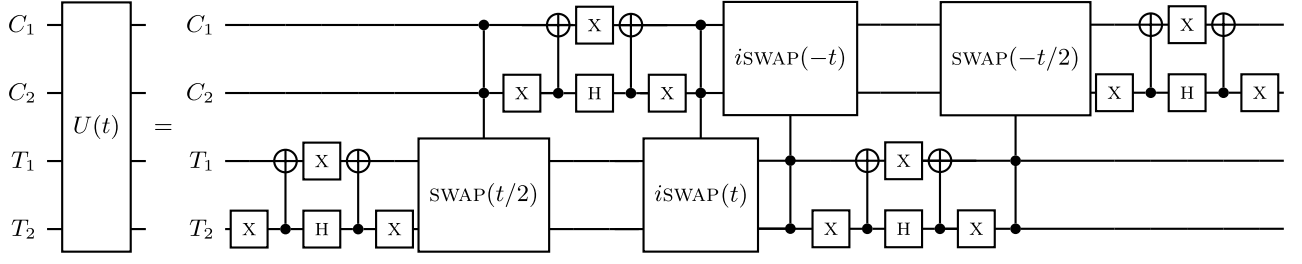 C₁ C₁ X iSWAP(−t) SWAP(−t/2) X
C₂ C₂ X H X X H X
U(t) =
T₁ T₁ X SWAP(t/2) iSWAP(t) X
T₂ T₂ X H X X H X